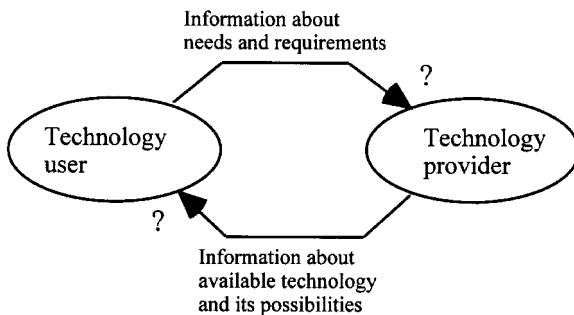 Information about
needs and requirements
?
Technology
user
Technology
provider
?
Information about
available technology
and its possibilities